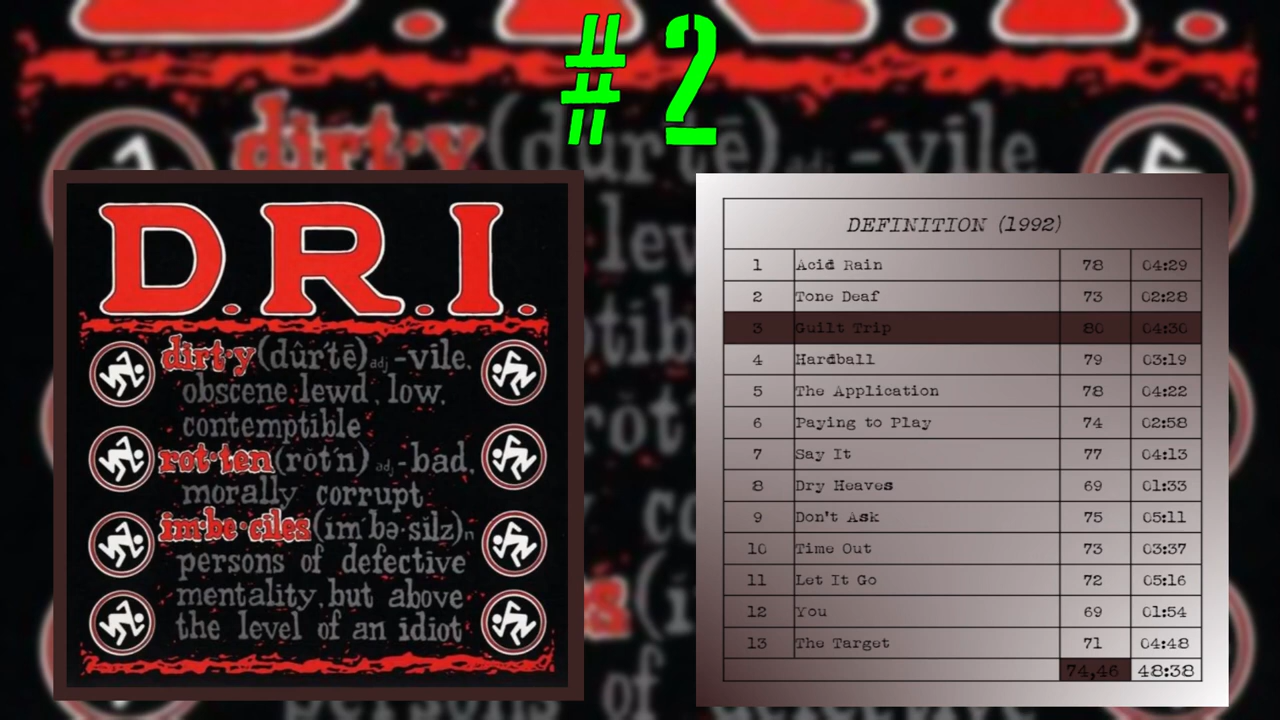 # 2
D.R.I.
dirt·y (dûr'tē) adj -vile.
obscene, lewd, low,
contemptible
rot·ten (rŏt'n) adj -bad,
morally corrupt
im·be·ciles (im'bə·silz) n
persons of defective
mentality, but above
the level of an idiot
DEFINITION (1992)
1 Acid Rain 78 04:29
2 Tone Deaf 73 02:28
3 Guilt Trip 80 04:30
4 Hardball 79 03:19
5 The Application 78 04:22
6 Paying to Play 74 02:58
7 Say It 77 04:13
8 Dry Heaves 69 01:33
9 Don't Ask 75 05:11
10 Time Out 73 03:37
11 Let It Go 72 05:16
12 You 69 01:54
13 The Target 71 04:48
74,46 48:38